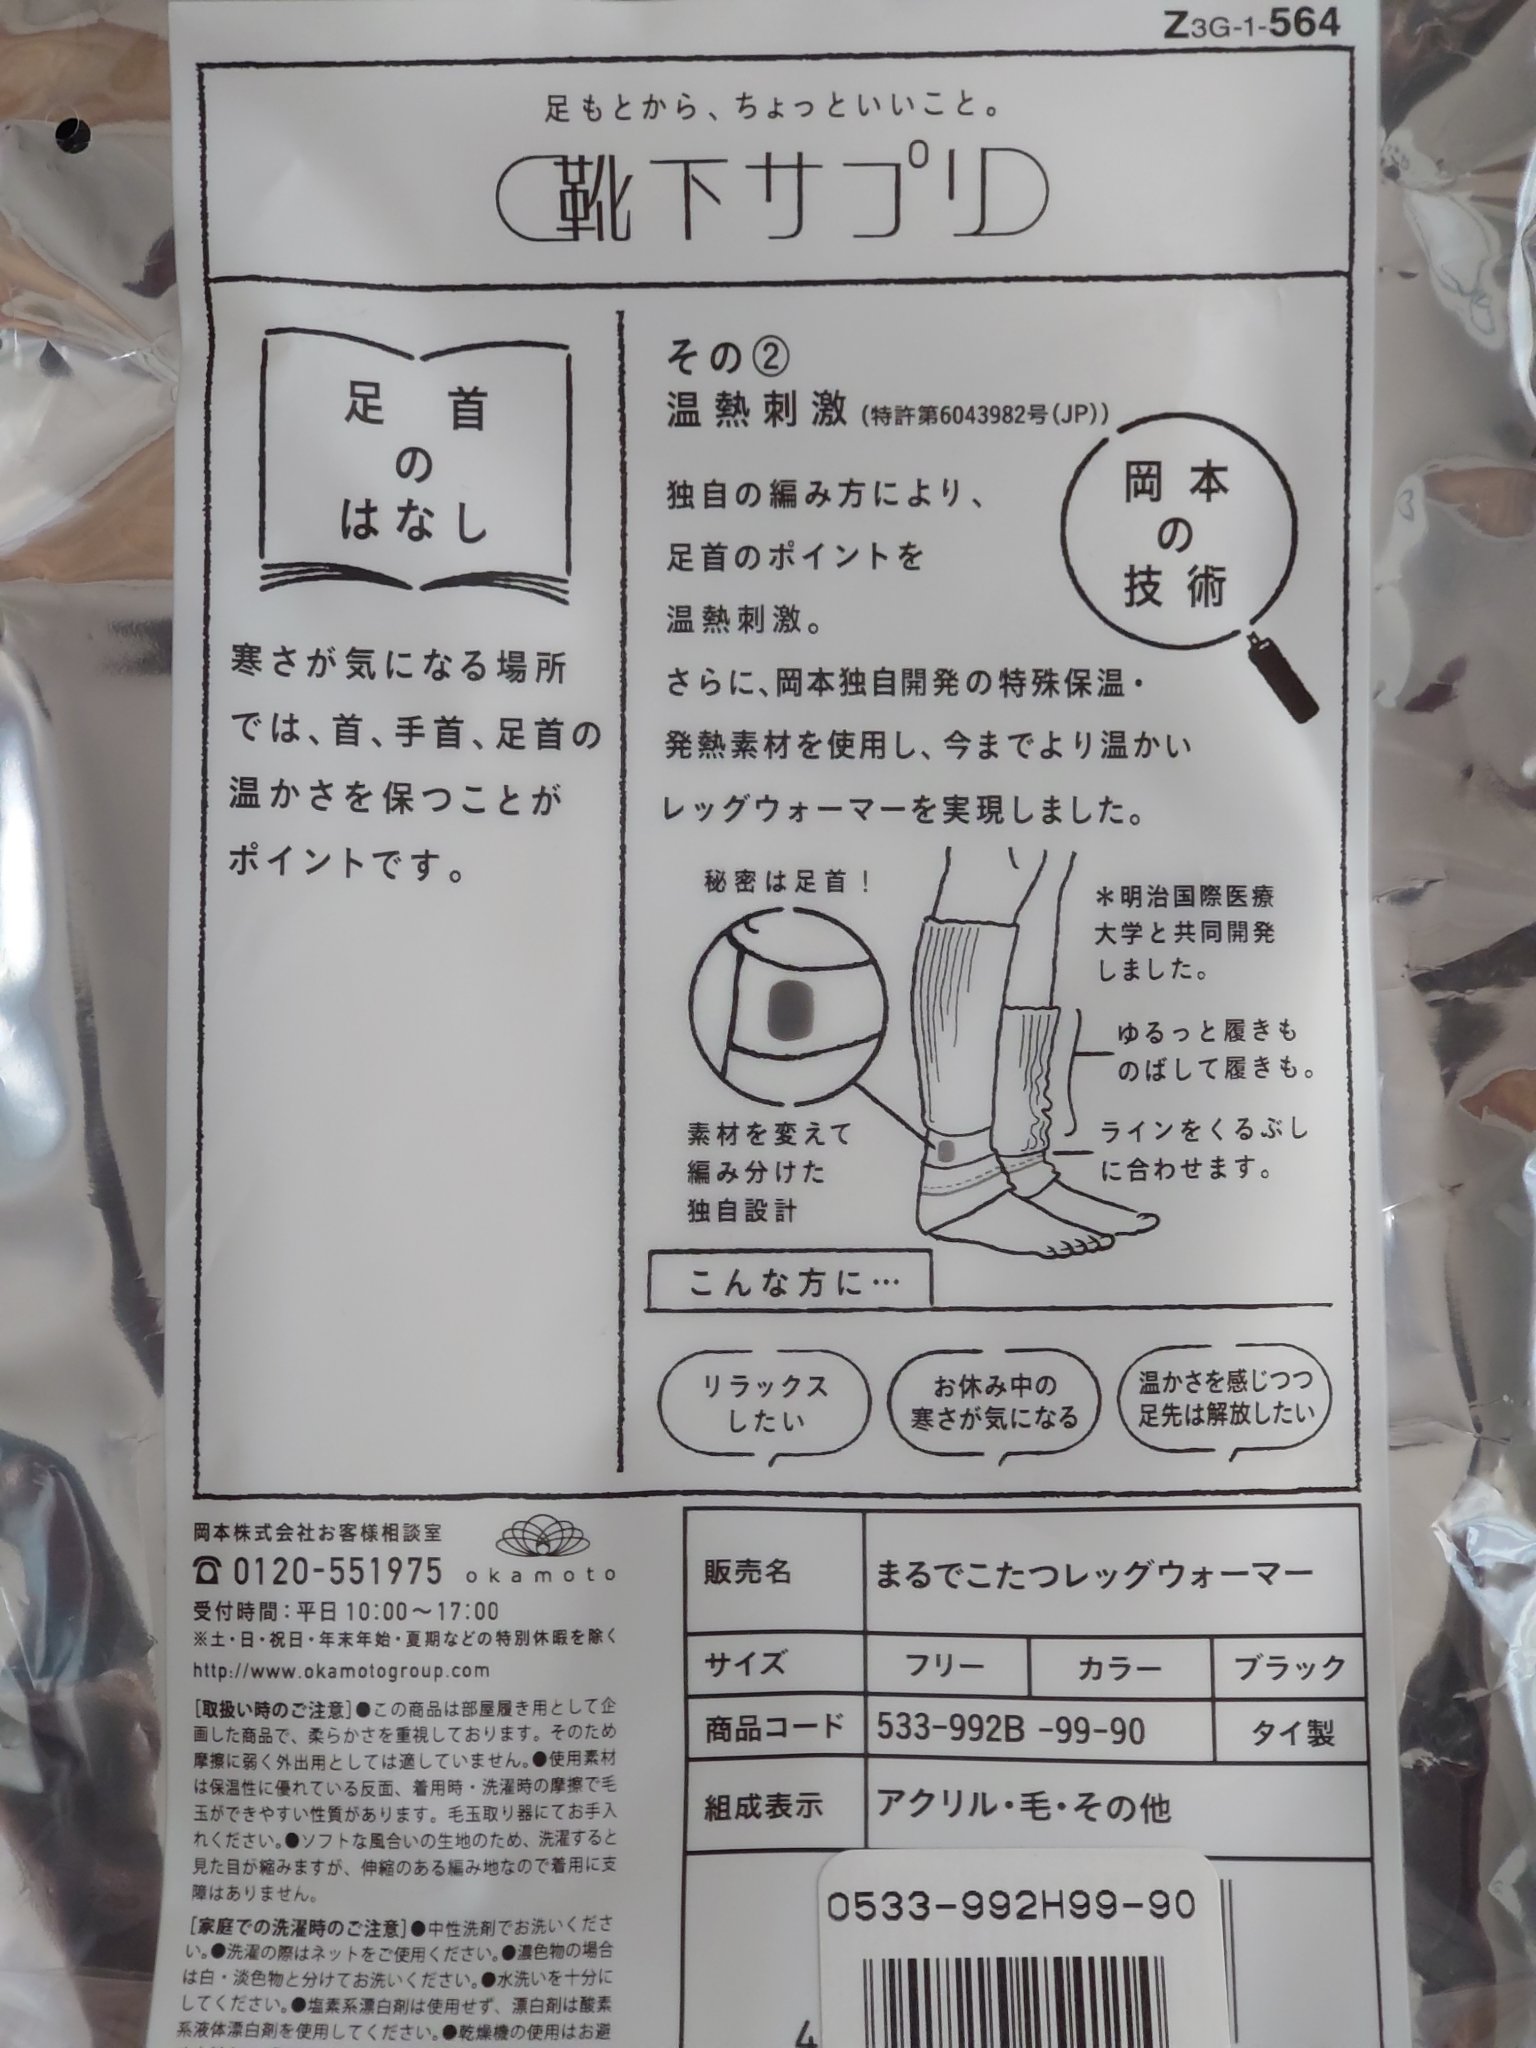 Z3G-1-564
足もとから、ちょっといいこと。
靴下サプリ
足首
の
はなし
寒さが気になる場所
では、首、手首、足首の
温かさを保つことが
ポイントです。
その②
温熱刺激(特許第6043982号(JP))
岡本
の
技術
独自の編み方により、
足首のポイントを
温熱刺激。
さらに、岡本独自開発の特殊保温・
発熱素材を使用し、今までより温かい
レッグウォーマーを実現しました。
秘密は足首!
素材を変えて
編み分けた
独自設計
*明治国際医療
大学と共同開発
しました。
ゆるっと履きも
のばして履きも。
ラインをくるぶし
に合わせます。
こんな方に…
リラックス
したい
お休み中の
寒さが気になる
温かさを感じつつ
足先は解放したい
岡本株式会社お客様相談室
☎0120-551975
okamoto
受付時間:平日10:00~17:00
※土・日・祝日・年末年始・夏期などの特別休暇を除く
http://www.okamotogroup.com
[取扱い時のご注意]●この商品は部屋履き用として企
画した商品で、柔らかさを重視しております。そのため
摩擦に弱く外出用としては適していません。●使用素材
は保温性に優れている反面、着用時・洗濯時の摩擦で毛
玉ができやすい性質があります。毛玉取り器にてお手入
れください。●ソフトな風合いの生地のため、洗濯すると
見た目が縮みますが、伸縮のある編み地なので着用に支
障はありません。
[家庭での洗濯時のご注意]●中性洗剤でお洗いくださ
い。●洗濯の際はネットをご使用ください。●濃色物の場合
は白・淡色物と分けてお洗いください。●水洗いを十分に
してください。●塩素系漂白剤は使用せず、漂白剤は酸素
系液体漂白剤を使用してください。●乾燥機の使用はお避
販売名 まるでこたつレッグウォーマー
サイズ フリー カラー ブラック
商品コード 533-992B -99-90 タイ製
組成表示 アクリル・毛・その他
0533-992H99-90
4